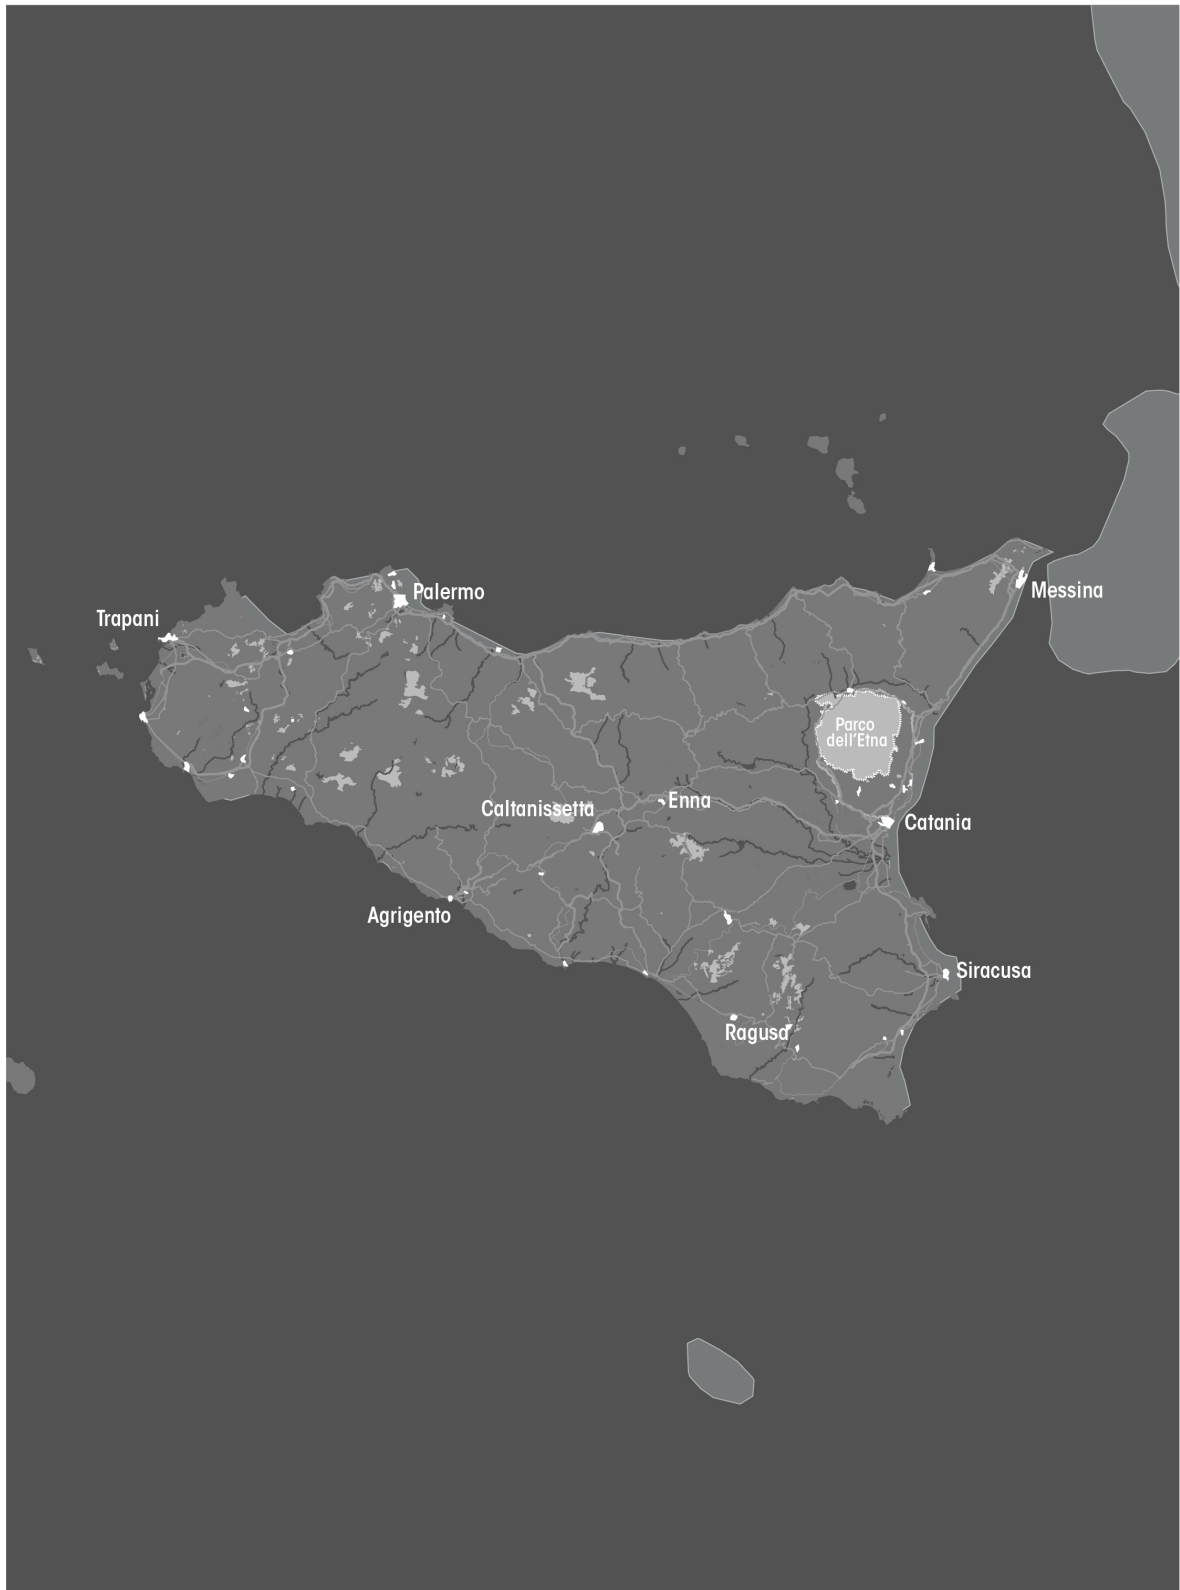 Palermo
Messina
Trapani
Parco
dell'Etna
Enna
Caltanissetta
Catania
Agrigento
Siracusa
Ragusa